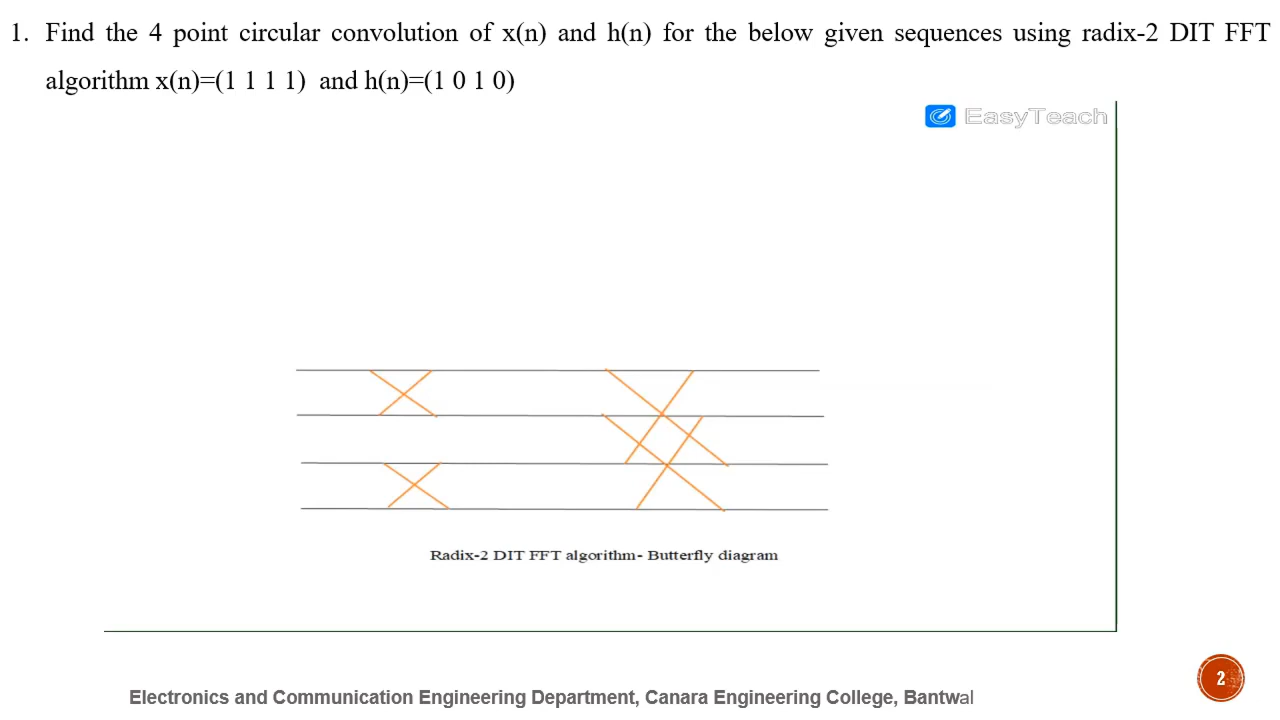 1. Find the 4 point circular convolution of x(n) and h(n) for the below given sequences using radix-2 DIT FFT
algorithm x(n)=(1 1 1 1) and h(n)=(1 0 1 0)
EasyTeach
Radix-2 DIT FFT algorithm- Butterfly diagram
2
Electronics and Communication Engineering Department, Canara Engineering College, Bantwal